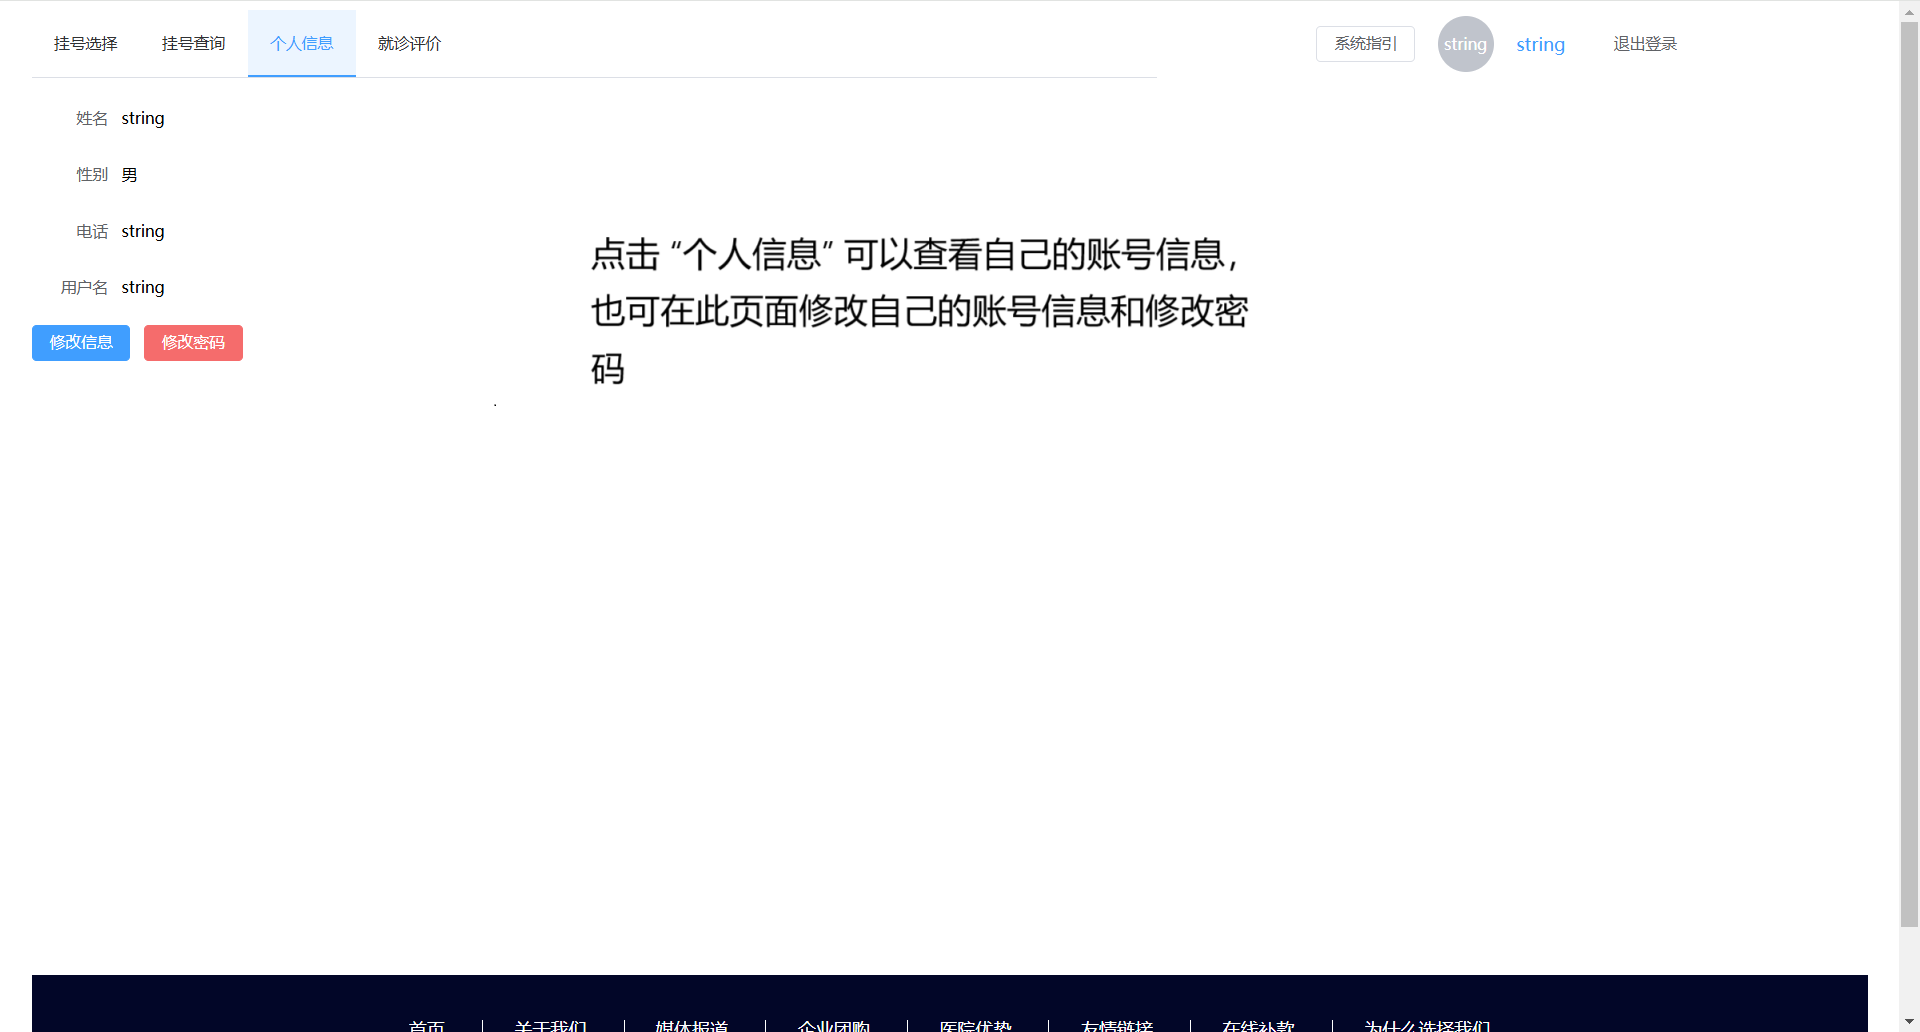 挂号选择 挂号查询 个人信息 就诊评价 系统指引 string string 退出登录
姓名 string
性别 男
电话 string
用户名 string
修改信息 修改密码
点击 “个人信息” 可以查看自己的账号信息，
也可在此页面修改自己的账号信息和修改密
码
首页 关于我们 媒体报道 企业团购 医院优势 友情链接 在线补款 为什么选择我们